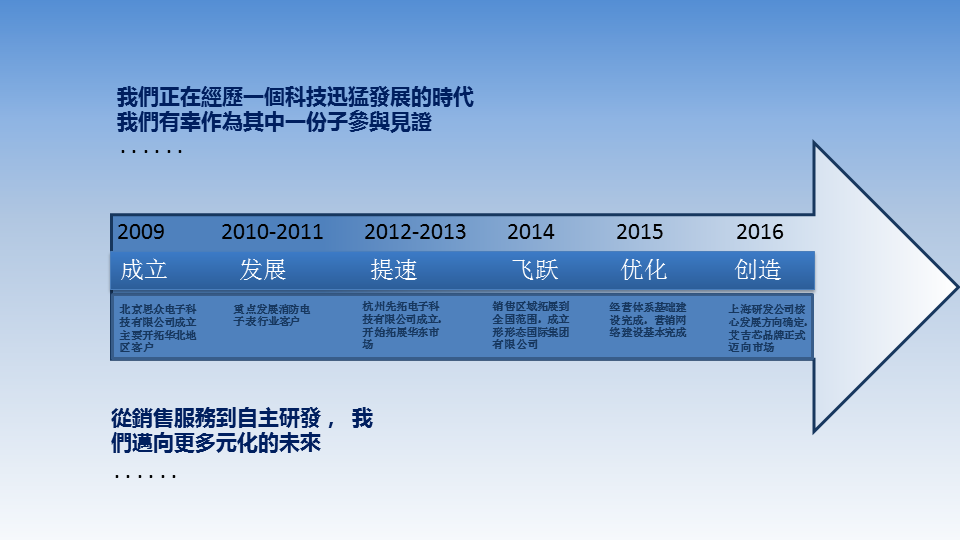 我們正在經歷一個科技迅猛發展的時代
我們有幸作為其中一份子參與見證
......
2009 2010-2011 2012-2013 2014 2015 2016
成立 发展 提速 飞跃 优化 创造
北京恩众电子科
技有限公司成立
主要开拓华北地
区客户
重点发展消防电
子表行业客户
杭州先拓电子科
技有限公司成立,
开始拓展华东市
场
销售区域拓展到
全国范围，成立
形形态国际集团
有限公司
经营体系基础建
设完成，营销网
络建设基本完成
上海研发公司核
心发展方向确定,
艾吉芯品牌正式
迈向市场
從銷售服務到自主研發， 我
們邁向更多元化的未來
......